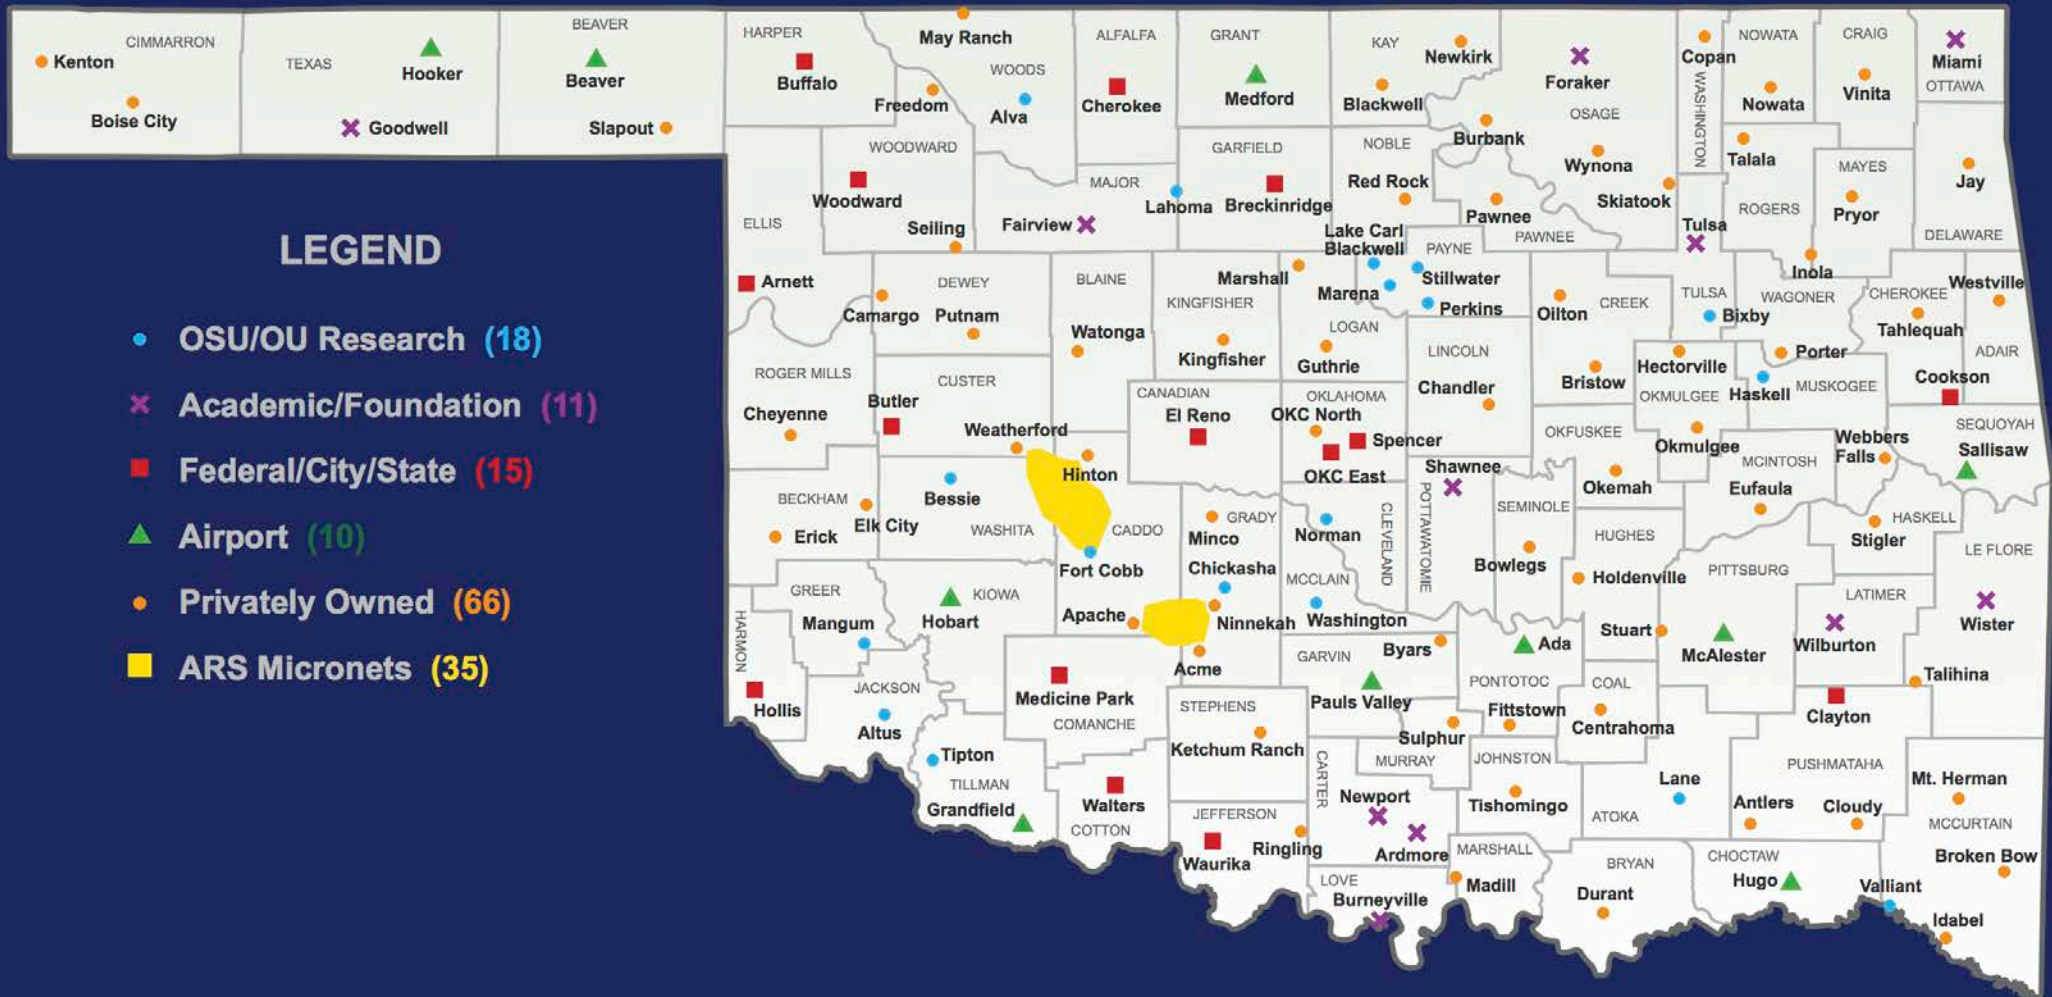 CIMMARRON
Kenton
Boise City
TEXAS
Hooker
Goodwell
BEAVER
Beaver
Slapout
HARPER
Buffalo
May Ranch
WOODS
Freedom
Alva
ALFALFA
Cherokee
GRANT
Medford
KAY
Newkirk
Blackwell
Foraker
OSAGE
Burbank
Wynona
Skiatook
Copan
WASHINGTON
NOWATA
Nowata
CRAIG
Vinita
Miami
OTTAWA
Talala
MAYES
Pryor
Jay
DELAWARE
WOODWARD
Woodward
Seiling
MAJOR
Fairview
Lahoma
GARFIELD
Breckinridge
NOBLE
Red Rock
Pawnee
PAWNEE
Tulsa
ROGERS
Inola
ELLIS
Arnett
DEWEY
Camargo
Putnam
BLAINE
Watonga
KINGFISHER
Kingfisher
Marshall
LOGAN
Guthrie
Lake Carl
Blackwell
PAYNE
Stillwater
Marena
Perkins
Oilton
CREEK
Bristow
TULSA
Bixby
WAGONER
Porter
CHEROKEE
Tahlequah
Westville
ADAIR
Cookson
LEGEND
OSU/OU Research (18)
Academic/Foundation (11)
Federal/City/State (15)
Airport (10)
Privately Owned (66)
ARS Micronets (35)
ROGER MILLS
Cheyenne
CUSTER
Butler
Weatherford
CANADIAN
El Reno
OKLAHOMA
OKC North
Spencer
OKC East
LINCOLN
Chandler
Hectorville
OKMULGEE
Okmulgee
Haskell
MUSKOGEE
Webbers
Falls
SEQUOYAH
Sallisaw
OKFUSKEE
Okemah
MCINTOSH
Eufaula
BECKHAM
Erick
Elk City
Bessie
WASHITA
Hinton
CADDO
Fort Cobb
Apache
GRADY
Minco
Chickasha
Ninnekah
Acme
CLEVELAND
Norman
MCCLAIN
Washington
Shawnee
POTTAWATOMIE
SEMINOLE
Bowlegs
HUGHES
Holdenville
Stuart
PITTSBURG
McAlester
HASKELL
Stigler
LE FLORE
Wister
LATIMER
Wilburton
Talihina
GREER
Mangum
HARMON
Hollis
KIOWA
Hobart
JACKSON
Altus
Tipton
TILLMAN
Grandfield
Medicine Park
COMANCHE
Walters
COTTON
STEPHENS
Ketchum Ranch
JEFFERSON
Waurika
Ringling
GARVIN
Byars
Pauls Valley
Ada
PONTOTOC
Fittstown
COAL
Centrahoma
Sulphur
MURRAY
CARTER
Newport
Ardmore
JOHNSTON
Tishomingo
LOVE
Burneyville
MARSHALL
Madill
Lane
ATOKA
BRYAN
Durant
Clayton
PUSHMATAHA
Antlers
Cloudy
CHOCTAW
Hugo
Valliant
Mt. Herman
MCCURTAIN
Broken Bow
Idabel